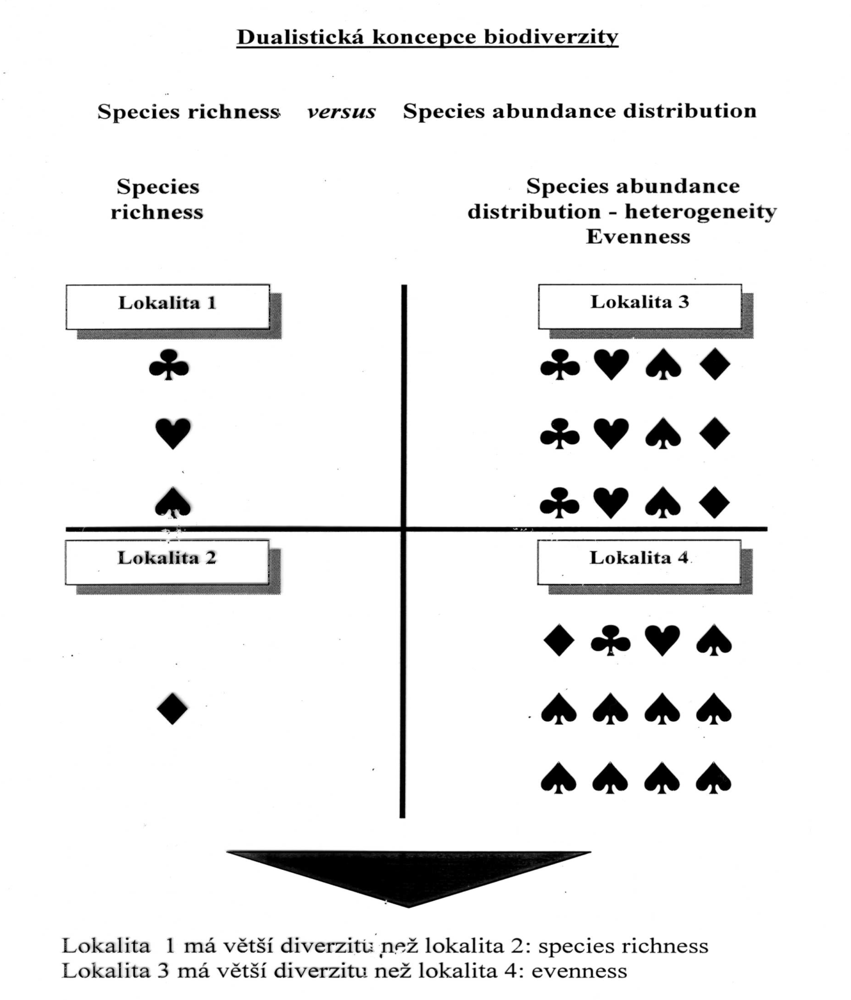 Dualistická koncepce biodiverzity
Species richness versus Species abundance distribution
Species
richness
Species abundance
distribution - heterogeneity
Evenness
Lokalita 1
Lokalita 3
Lokalita 2
Lokalita 4
Lokalita 1 má větší diverzitu než lokalita 2: species richness
Lokalita 3 má větší diverzitu než lokalita 4: evenness